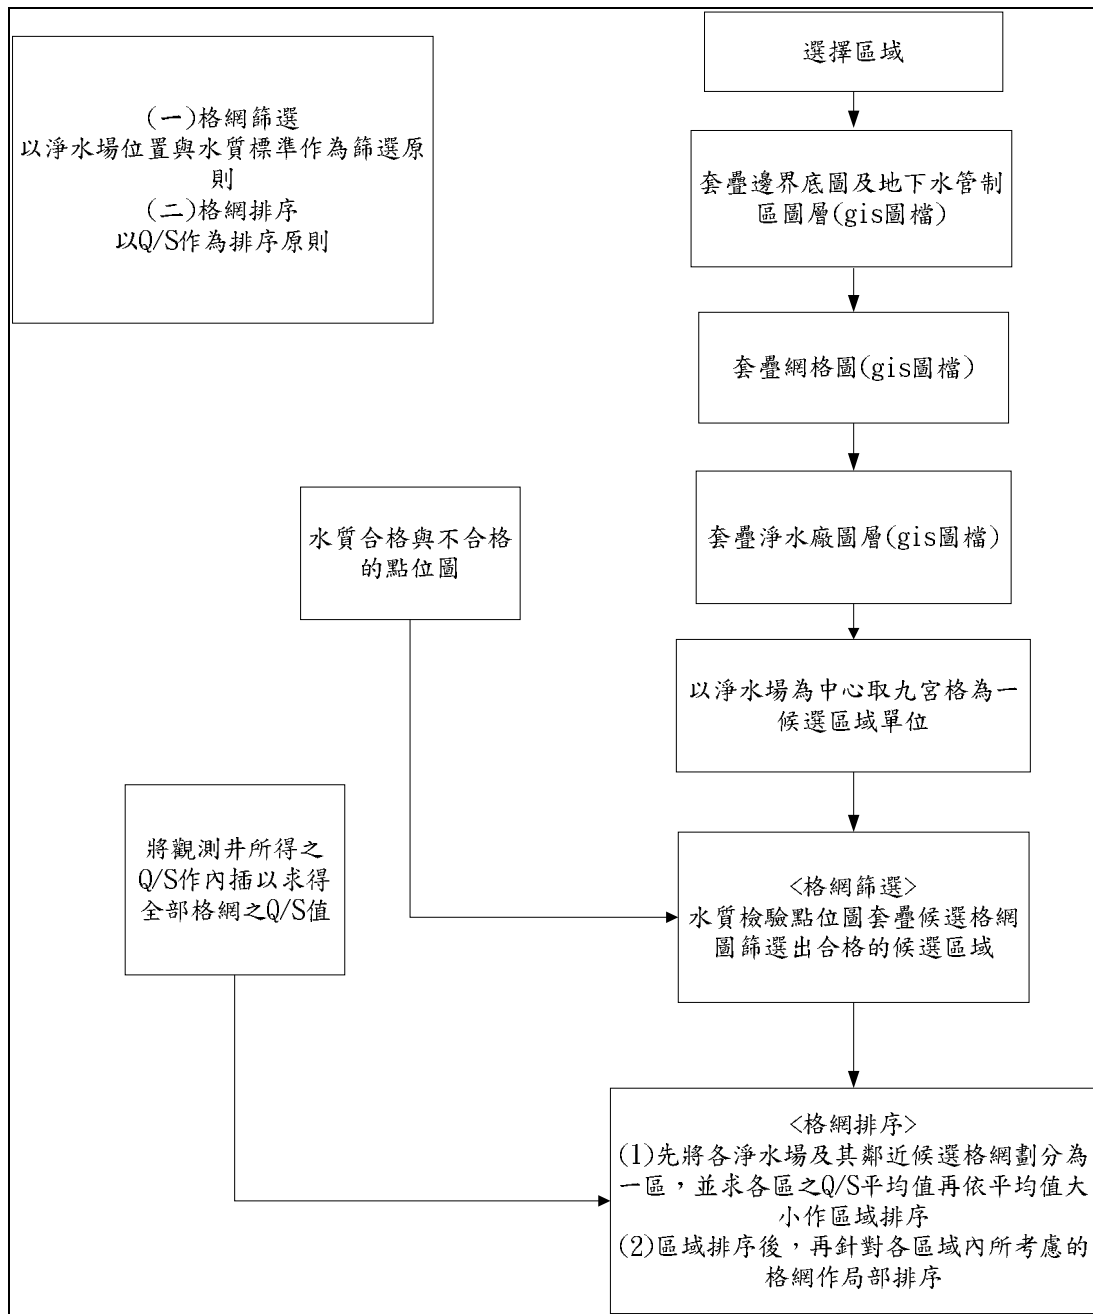 (一)格網篩選
以淨水場位置與水質標準作為篩選原
則
(二)格網排序
以Q/S作為排序原則
選擇區域
套疊邊界底圖及地下水管制
區圖層(gis圖檔)
套疊網格圖(gis圖檔)
套疊淨水廠圖層(gis圖檔)
水質合格與不合格
的點位圖
以淨水場為中心取九宮格為一
候選區域單位
將觀測井所得之
Q/S作內插以求得
全部格網之Q/S值
<格網篩選>
水質檢驗點位圖套疊候選格網
圖篩選出合格的候選區域
<格網排序>
(1)先將各淨水場及其鄰近候選格網劃分為
一區，並求各區之Q/S平均值再依平均值大
小作區域排序
(2)區域排序後，再針對各區域內所考慮的
格網作局部排序